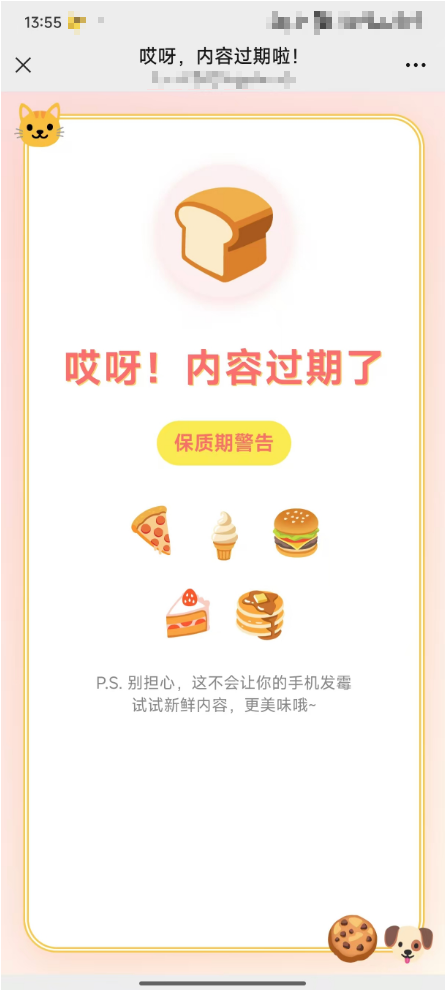 13:55
哎呀，内容过期啦！
哎呀！内容过期了
保质期警告
P.S. 别担心，这不会让你的手机发霉
试试新鲜内容，更美味哦~